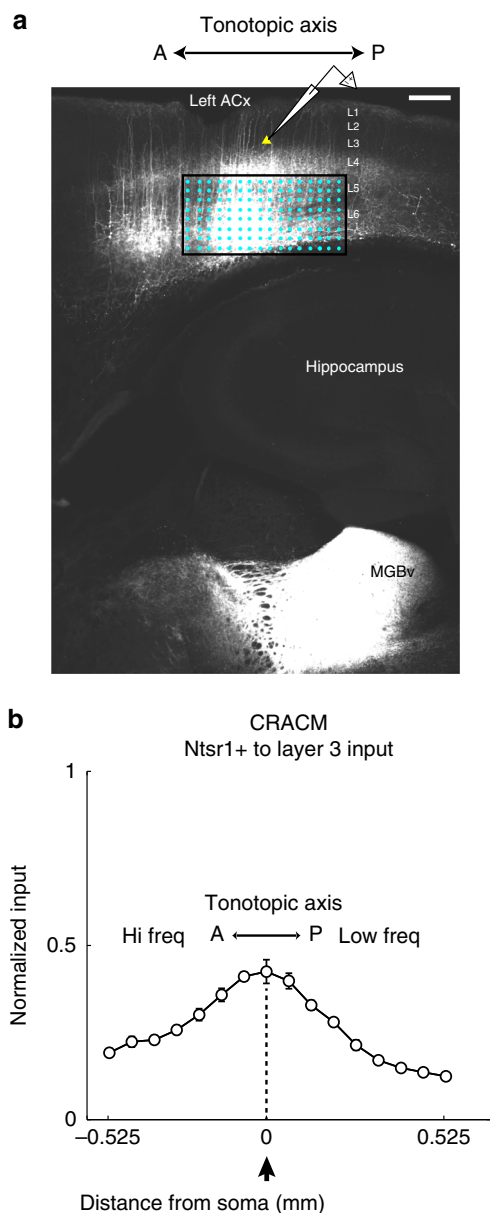 a
Tonotopic axis
A P
Left ACx
L1
L2
L3
L4
L5
L6
Hippocampus
MGBv
b
CRACM
Ntsr1+ to layer 3 input
1
Normalized input
Tonotopic axis
Hi freq A P Low freq
0.5
0
–0.525 0 0.525
Distance from soma (mm)